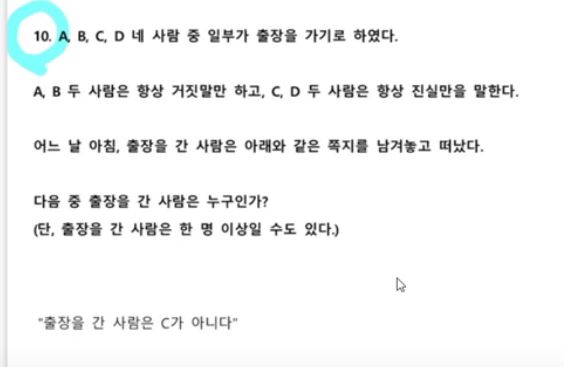 10. A, B, C, D 네 사람 중 일부가 출장을 가기로 하였다.
A, B 두 사람은 항상 거짓말만 하고, C, D 두 사람은 항상 진실만을 말한다.
어느 날 아침, 출장을 간 사람은 아래와 같은 쪽지를 남겨놓고 떠났다.
다음 중 출장을 간 사람은 누구인가?
(단, 출장을 간 사람은 한 명 이상일 수도 있다.)
"출장을 간 사람은 C가 아니다"